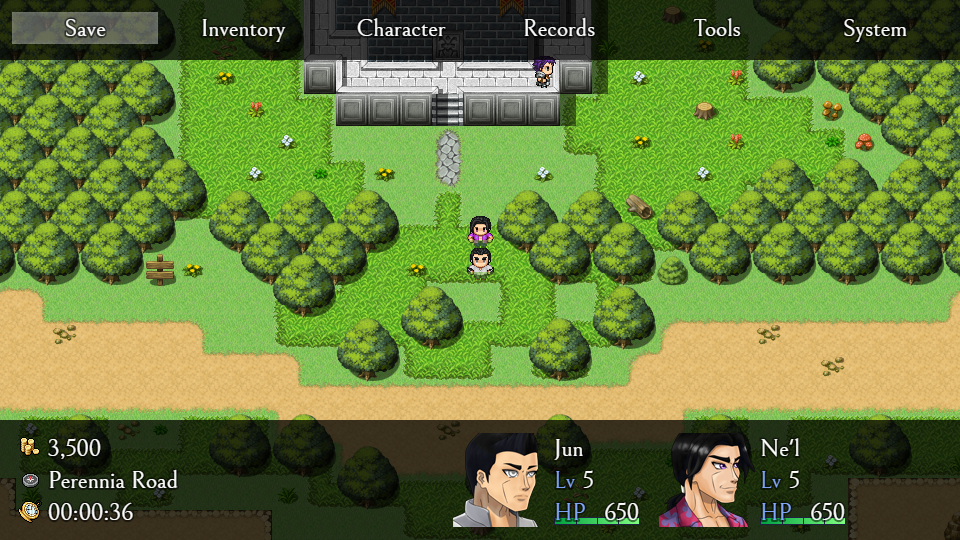 Save Inventory Character Records Tools System
3,500
Perennia Road
00:00:36
Jun
Lv 5
HP 650
Ne'l
Lv 5
HP 650